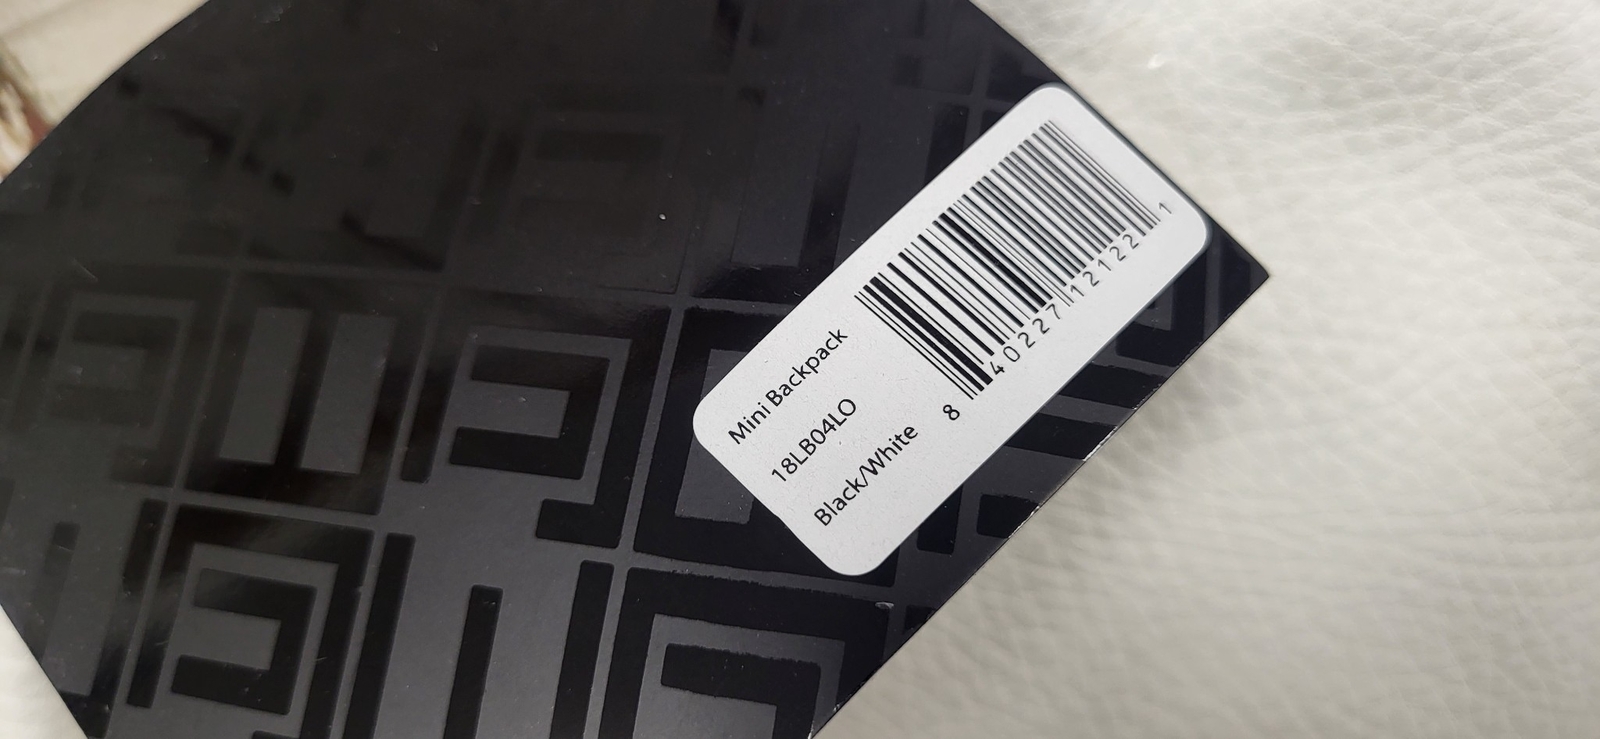 Mini Backpack
18LB04LO
Black/White
8 40227 12122 1